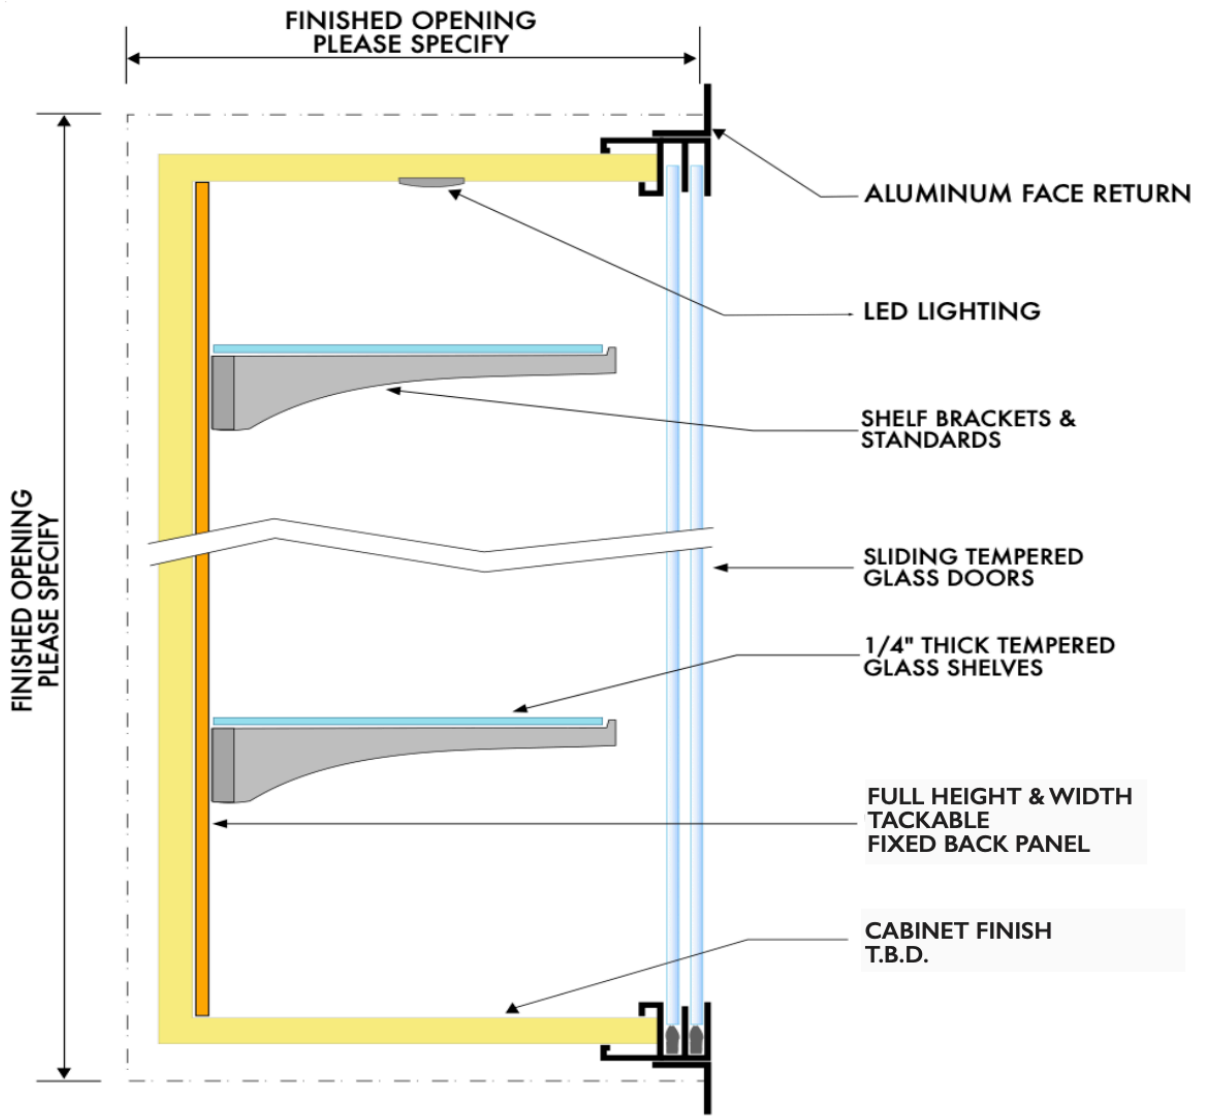 FINISHED OPENING
PLEASE SPECIFY
ALUMINUM FACE RETURN
LED LIGHTING
SHELF BRACKETS &
STANDARDS
FINISHED OPENING
PLEASE SPECIFY
SLIDING TEMPERED
GLASS DOORS
1/4" THICK TEMPERED
GLASS SHELVES
FULL HEIGHT & WIDTH
TACKABLE
FIXED BACK PANEL
CABINET FINISH
T.B.D.